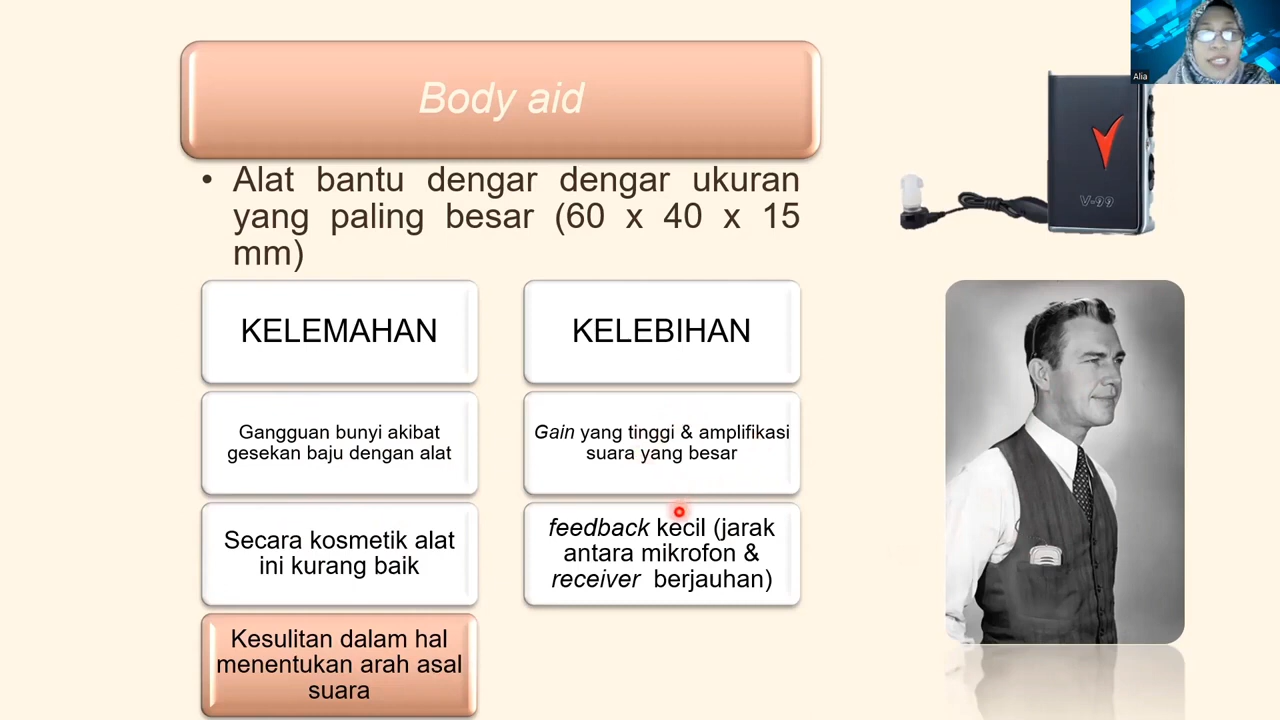 Alia
Body aid
• Alat bantu dengar dengar ukuran
yang paling besar (60 x 40 x 15
mm)
V-99
KELEMAHAN
Gangguan bunyi akibat
gesekan baju dengan alat
Secara kosmetik alat
ini kurang baik
Kesulitan dalam hal
menentukan arah asal
suara
KELEBIHAN
Gain yang tinggi & amplifikasi
suara yang besar
feedback kecil (jarak
antara mikrofon &
receiver berjauhan)